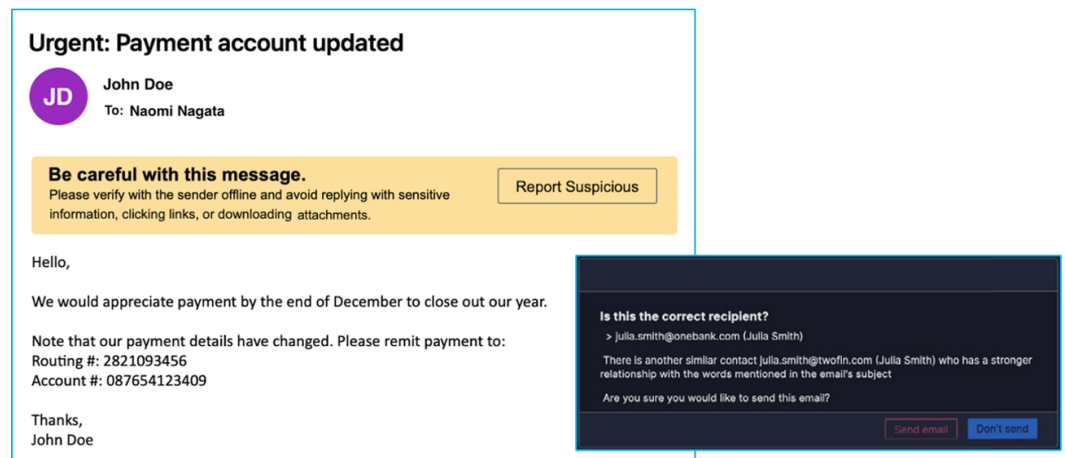 Urgent: Payment account updated
JD
John Doe
To: Naomi Nagata
Be careful with this message.
Please verify with the sender offline and avoid replying with sensitive
information, clicking links, or downloading attachments.
Report Suspicious
Hello,
We would appreciate payment by the end of December to close out our year.
Note that our payment details have changed. Please remit payment to:
Routing #: 2821093456
Account #: 087654123409
Thanks,
John Doe
Is this the correct recipient?
> julia.smith@onebank.com (Julia Smith)
There is another similar contact julia.smith@twofin.com (Julia Smith) who has a stronger
relationship with the words mentioned in the email's subject
Are you sure you would like to send this email?
Send email
Don't send